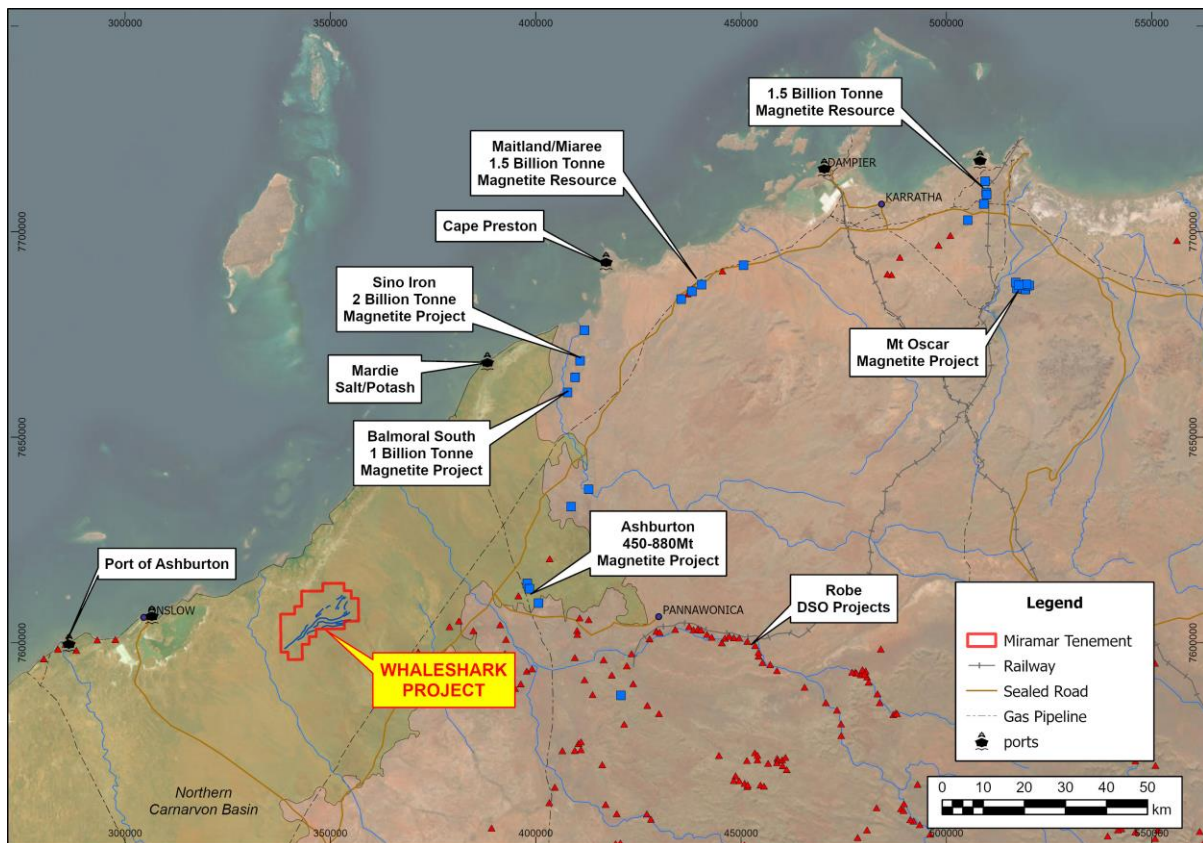 300000
350000
400000
450000
500000
550000
1.5 Billion Tonne
Magnetite Resource
Maitland/Miaree
1.5 Billion Tonne
Magnetite Resource
DAMPIER
KARRATHA
Cape Preston
7700000
7700000
Sino Iron
2 Billion Tonne
Magnetite Project
Mt Oscar
Magnetite Project
Mardie
Salt/Potash
Balmoral South
1 Billion Tonne
Magnetite Project
7650000
7650000
Ashburton
450-880Mt
Magnetite Project
Port of Ashburton
ONSLOW
PANNAWONICA
Robe
DSO Projects
7600000
7600000
WHALESHARK
PROJECT
Legend
Miramar Tenement
Railway
Sealed Road
Gas Pipeline
ports
Northern
Carnarvon Basin
0 10 20 30 40 50
km
300000
350000
400000
450000
500000
550000